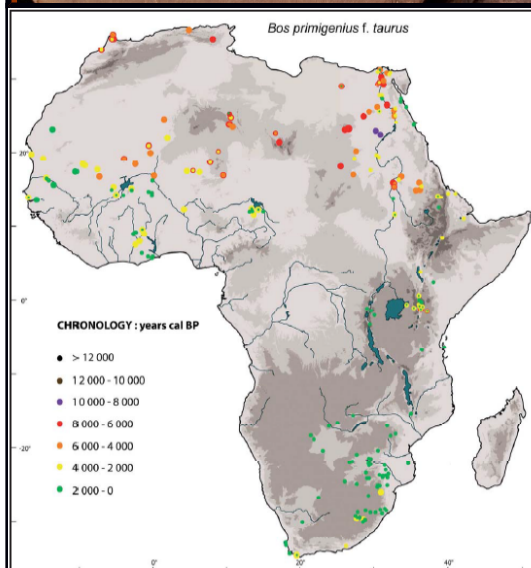 Bos primigenius f. taurus
20°
20°
0°
CHRONOLOGY : years cal BP
> 12 000
12 000 - 10 000
10 000 - 8 000
8 000 - 6 000
6 000 - 4 000
4 000 - 2 000
2 000 - 0
-20°
0°
20°
40°